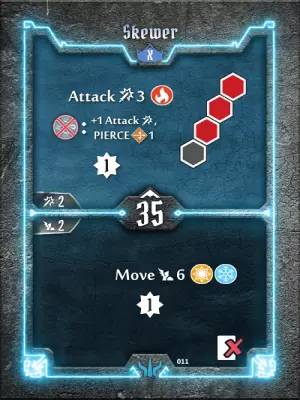 Skewer
X
Attack 3
+1 Attack,
PIERCE 1
1
2
35
2
Move 6
1
011